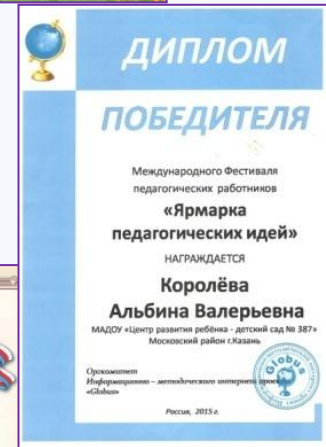 ДИПЛОМ
ПОБЕДИТЕЛЯ
Международного Фестиваля
педагогических работников
«Ярмарка
педагогических идей»
НАГРАЖДАЕТСЯ
Королёва
Альбина Валерьевна
МАДОУ «Центр развития ребёнка - детский сад № 387»
Московский район г.Казань
Оргкомитет
Информационно – методического интернет проекта
«Globus»
Globus
Россия, 2015 г.